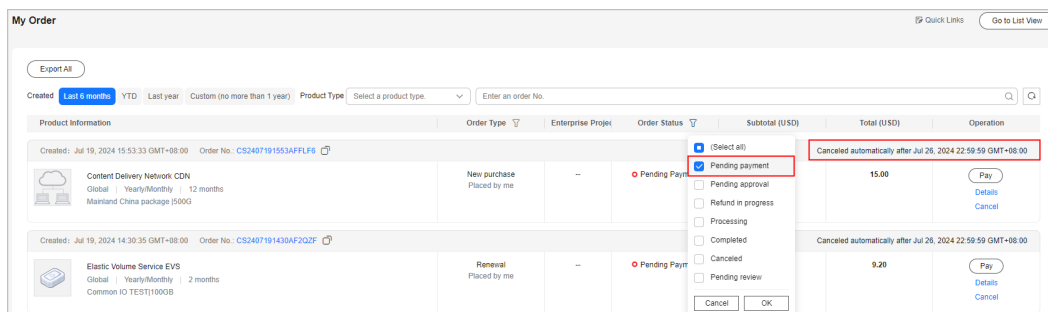 My Order
Quick Links
Go to List View
Export All
Created Last 6 months YTD Last year Custom (no more than 1 year) Product Type Select a product type. Enter an order No.
Product Information Order Type Enterprise Projec Order Status Subtotal (USD) Total (USD) Operation
Created: Jul 19, 2024 15:53:33 GMT+08:00 Order No.: CS2407191553AFFLF6 Canceled automatically after Jul 26, 2024 22:59:59 GMT+08:00
Content Delivery Network CDN
Global | Yearly/Monthly | 12 months
Mainland China package |500G
New purchase
Placed by me
--
Pending Paym
15.00
Pay
Details
Cancel
(Select all)
Pending payment
Pending approval
Refund in progress
Processing
Completed
Canceled
Pending review
Cancel OK
Created: Jul 19, 2024 14:30:35 GMT+08:00 Order No.: CS2407191430AF2QZF Canceled automatically after Jul 26, 2024 22:59:59 GMT+08:00
Elastic Volume Service EVS
Global | Yearly/Monthly | 2 months
Common IO TEST|100GB
Renewal
Placed by me
--
Pending Paym
9.20
Pay
Details
Cancel